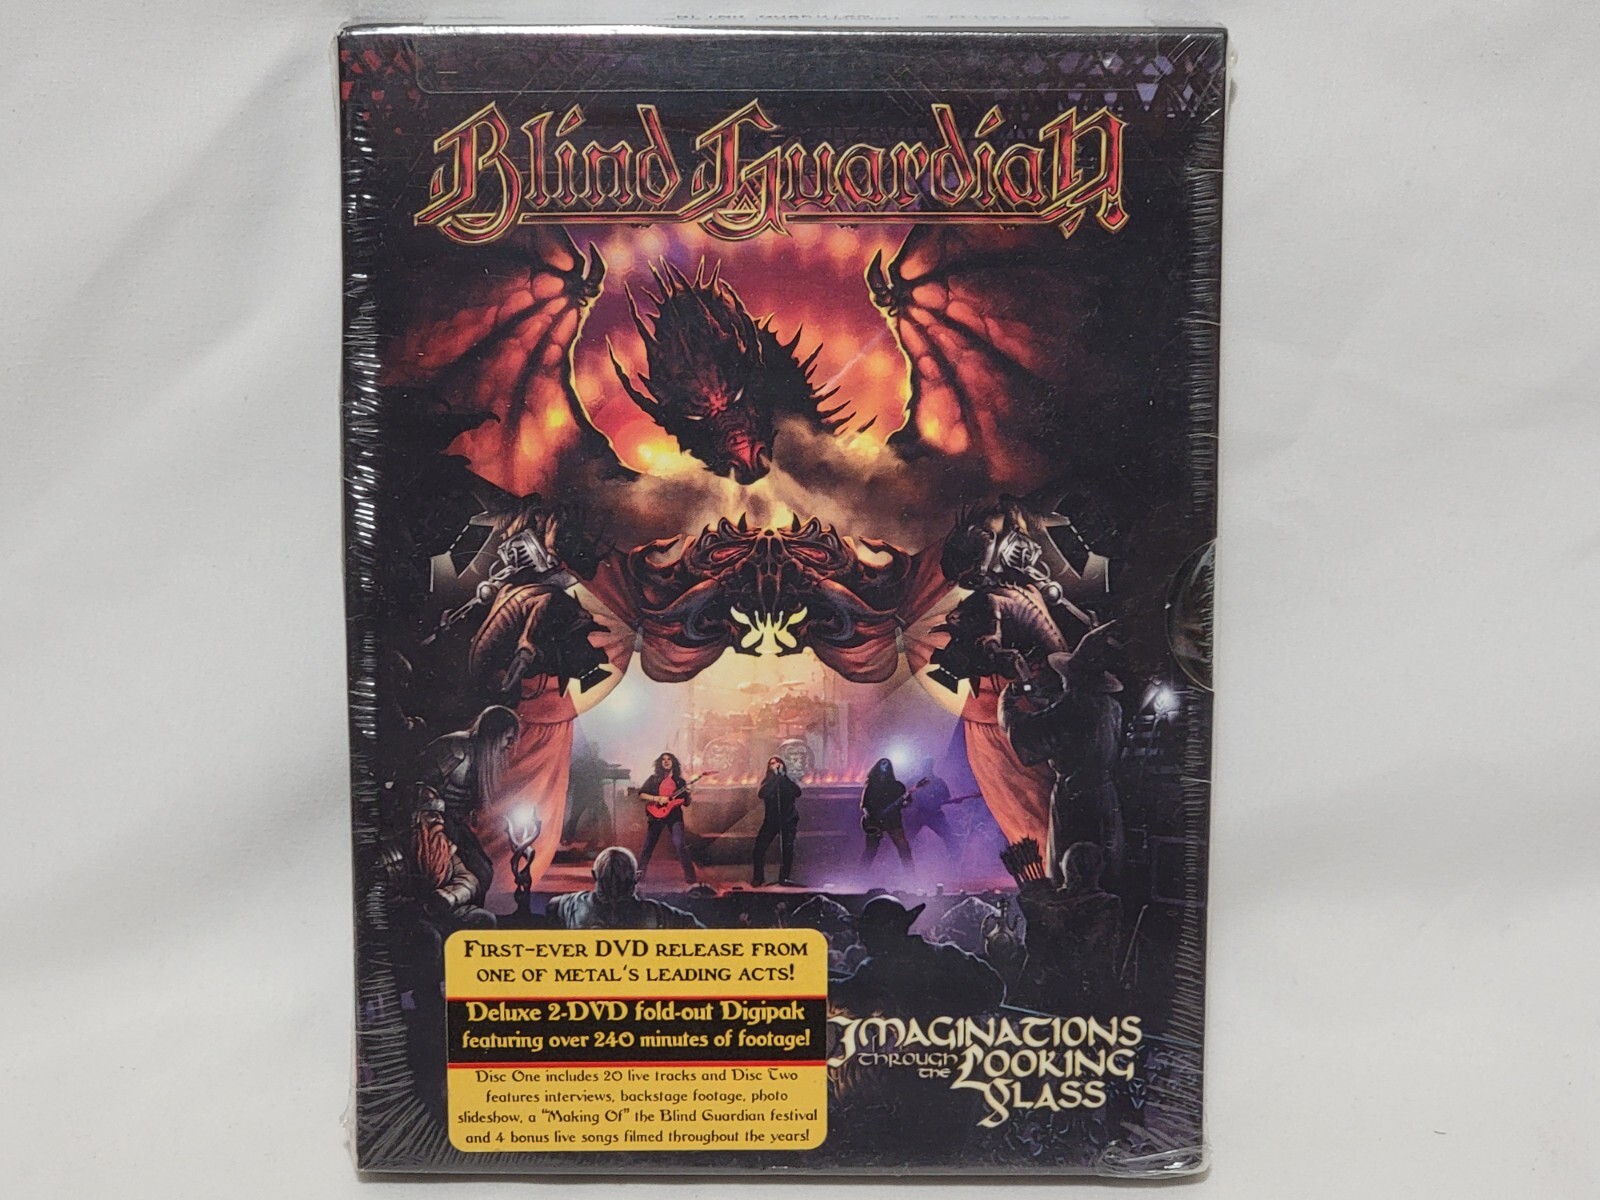 Blind Guardian
First-ever DVD release from
one of metal's leading acts!
Deluxe 2-DVD fold-out Digipak
featuring over 240 minutes of footage!
Disc One includes 20 live tracks and Disc Two
features interviews, backstage footage, photo
slideshow, a "Making Of" the Blind Guardian festival
and 4 bonus live songs filmed throughout the years!
Imaginations
through
the Looking
Glass